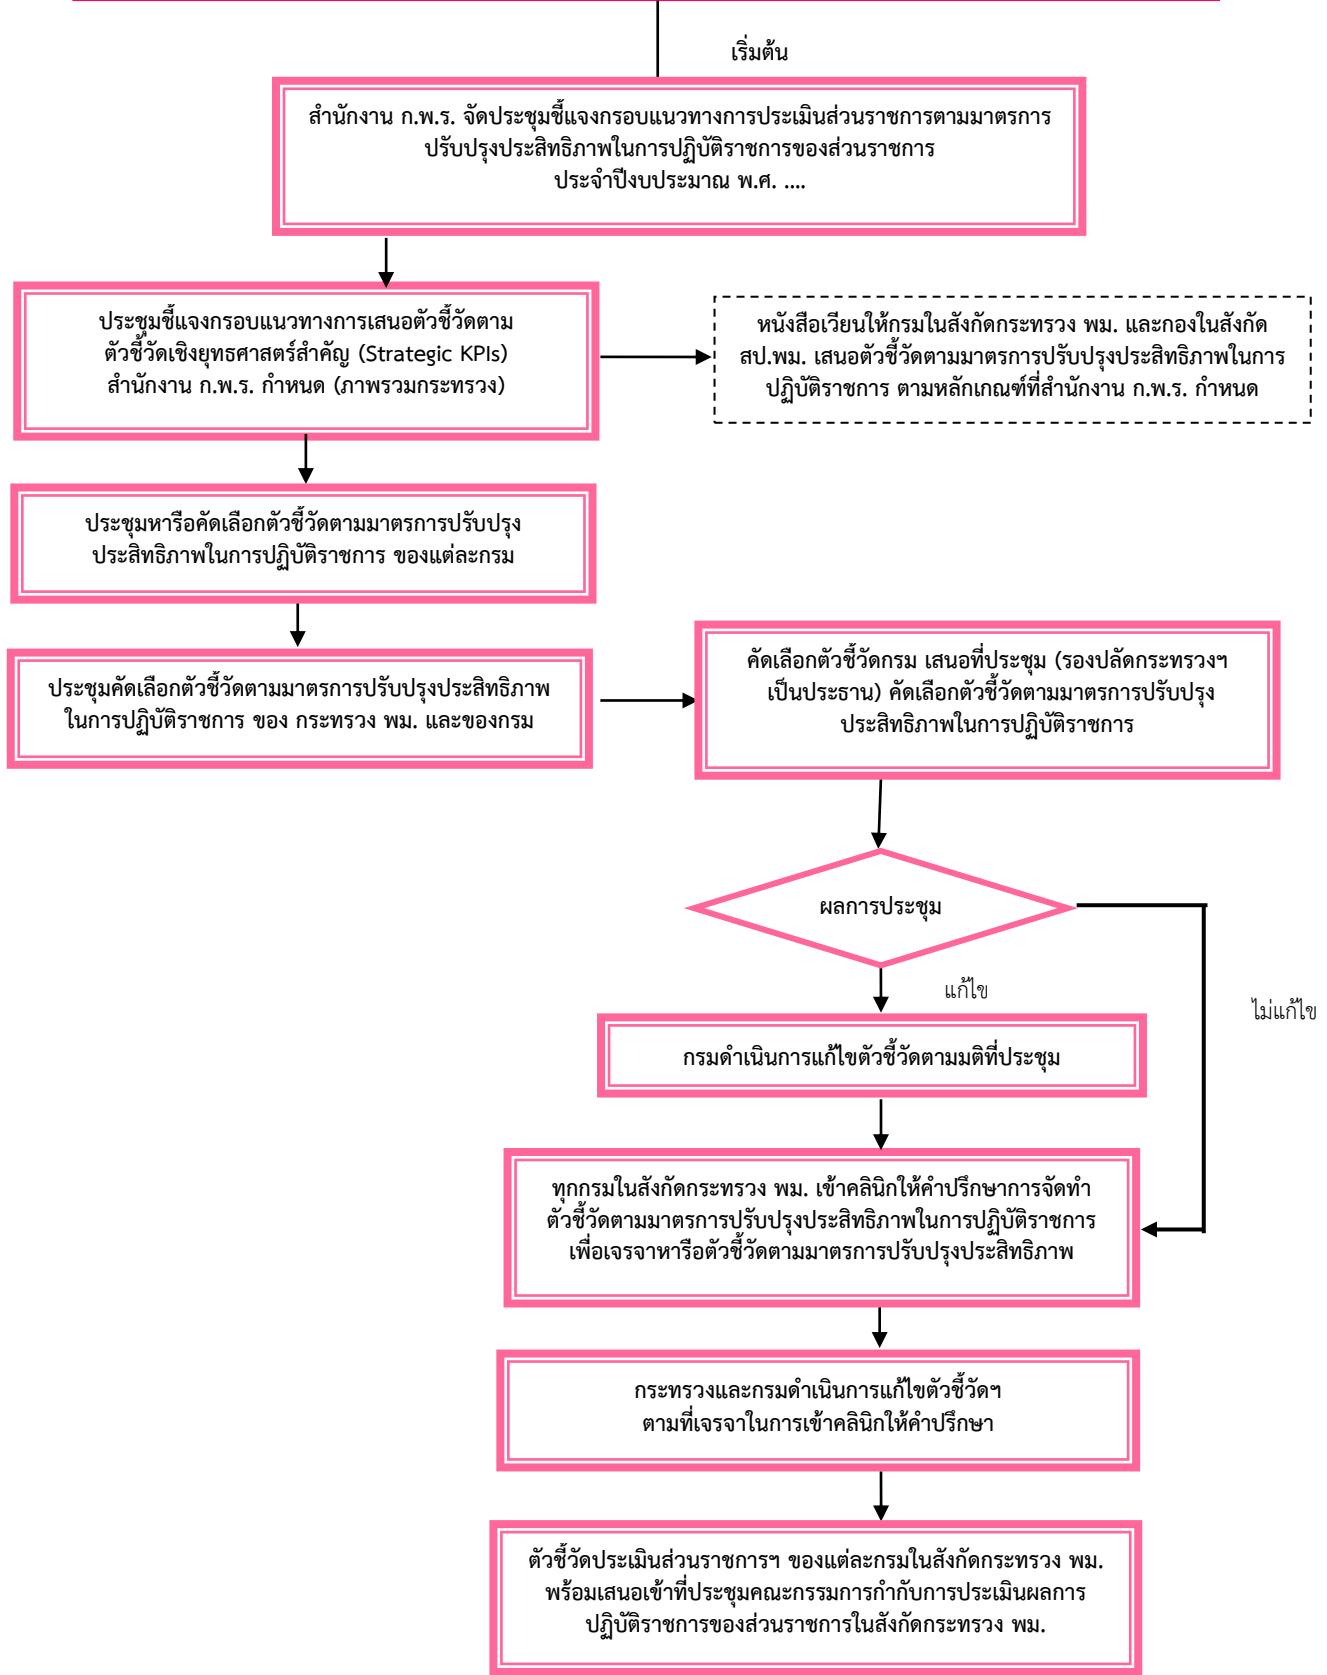 เริ่มต้น
สำนักงาน ก.พ.ร. จัดประชุมชี้แจงกรอบแนวทางการประเมินส่วนราชการตามมาตรการ
ปรับปรุงประสิทธิภาพในการปฏิบัติราชการของส่วนราชการ
ประจำปีงบประมาณ พ.ศ. ....
ประชุมชี้แจงกรอบแนวทางการเสนอตัวชี้วัดตาม
ตัวชี้วัดเชิงยุทธศาสตร์สำคัญ (Strategic KPIs)
สำนักงาน ก.พ.ร. กำหนด (ภาพรวมกระทรวง)
หนังสือเวียนให้กรมในสังกัดกระทรวง พม. และกองในสังกัด
สป.พม. เสนอตัวชี้วัดตามมาตรการปรับปรุงประสิทธิภาพในการ
ปฏิบัติราชการ ตามหลักเกณฑ์ที่สำนักงาน ก.พ.ร. กำหนด
ประชุมหารือคัดเลือกตัวชี้วัดตามมาตรการปรับปรุง
ประสิทธิภาพในการปฏิบัติราชการ ของแต่ละกรม
ประชุมคัดเลือกตัวชี้วัดตามมาตรการปรับปรุงประสิทธิภาพ
ในการปฏิบัติราชการ ของ กระทรวง พม. และของกรม
คัดเลือกตัวชี้วัดกรม เสนอที่ประชุม (รองปลัดกระทรวงฯ
เป็นประธาน) คัดเลือกตัวชี้วัดตามมาตรการปรับปรุง
ประสิทธิภาพในการปฏิบัติราชการ
ผลการประชุม
แก้ไข
ไม่แก้ไข
กรมดำเนินการแก้ไขตัวชี้วัดตามมติที่ประชุม
ทุกกรมในสังกัดกระทรวง พม. เข้าคลินิกให้คำปรึกษาการจัดทำ
ตัวชี้วัดตามมาตรการปรับปรุงประสิทธิภาพในการปฏิบัติราชการ
เพื่อเจรจาหารือตัวชี้วัดตามมาตรการปรับปรุงประสิทธิภาพ
กระทรวงและกรมดำเนินการแก้ไขตัวชี้วัดฯ
ตามที่เจรจาในการเข้าคลินิกให้คำปรึกษา
ตัวชี้วัดประเมินส่วนราชการฯ ของแต่ละกรมในสังกัดกระทรวง พม.
พร้อมเสนอเข้าที่ประชุมคณะกรรมการกำกับการประเมินผลการ
ปฏิบัติราชการของส่วนราชการในสังกัดกระทรวง พม.